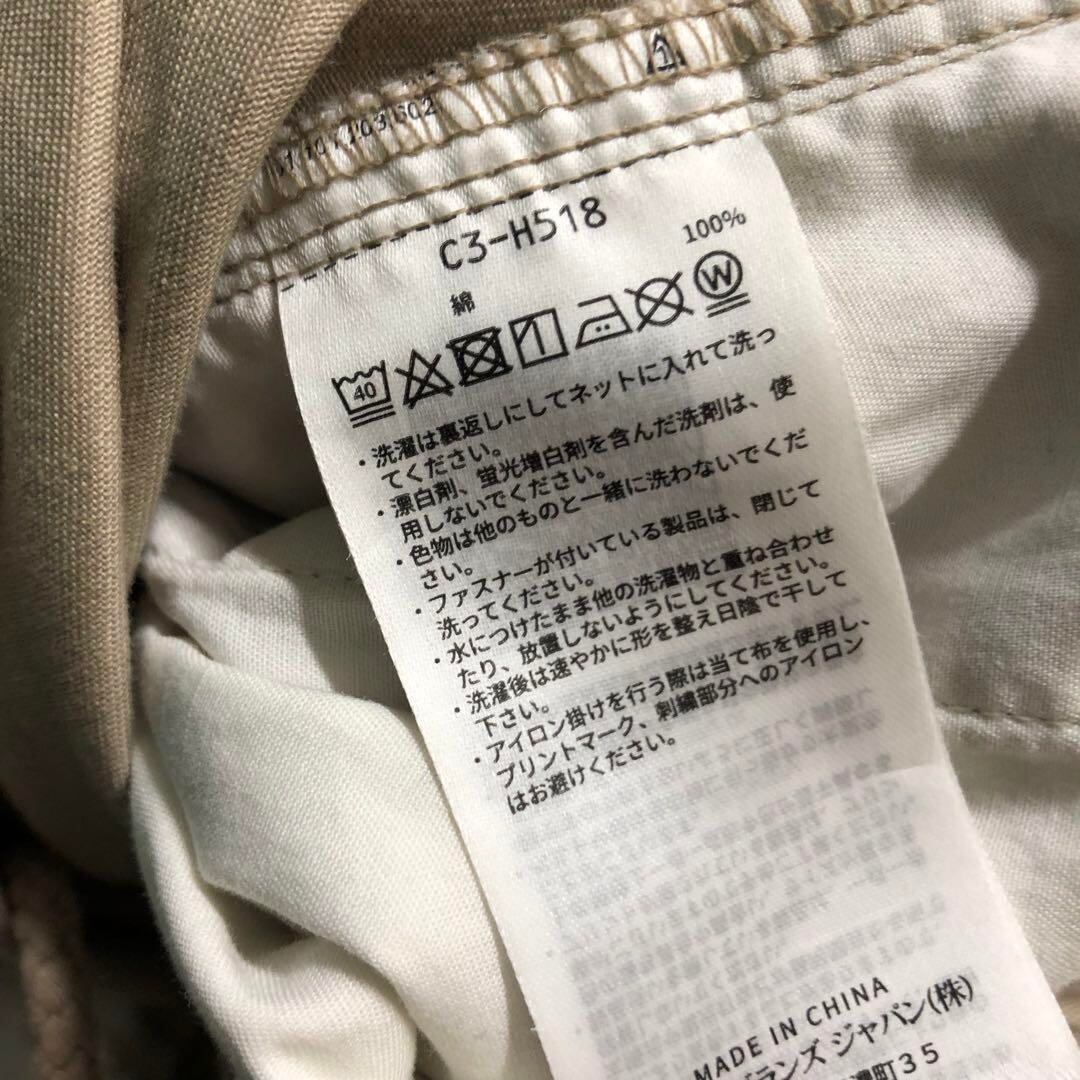 C3-H518
綿 100%
40 W
・洗濯は裏返しにしてネットに入れて洗っ
てください。
・漂白剤、蛍光増白剤を含んだ洗剤は、使
用しないでください。
・色物は他のものと一緒に洗わないでくだ
さい。
・ファスナーが付いている製品は、閉じて
洗ってください。
・水につけたまま他の洗濯物と重ね合わせ
たり、放置しないようにしてください。
・洗濯後は速やかに形を整え日陰で干して
下さい。
・アイロン掛けを行う際は当て布を使用し、
プリントマーク、刺繍部分へのアイロン
はお避けください。
MADE IN CHINA
ブランズ ジャパン(株)
町35